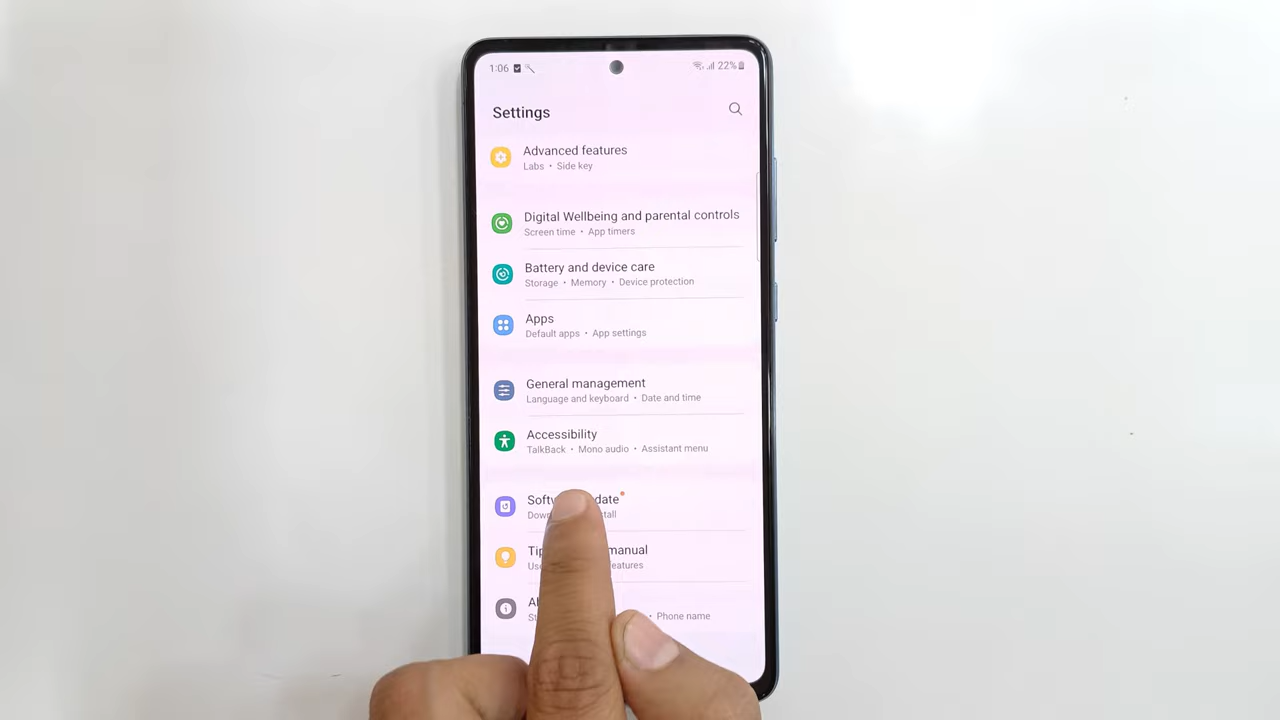 1:06 22%
Settings
Advanced features
Labs • Side key
Digital Wellbeing and parental controls
Screen time • App timers
Battery and device care
Storage • Memory • Device protection
Apps
Default apps • App settings
General management
Language and keyboard • Date and time
Accessibility
TalkBack • Mono audio • Assistant menu
• Phone name